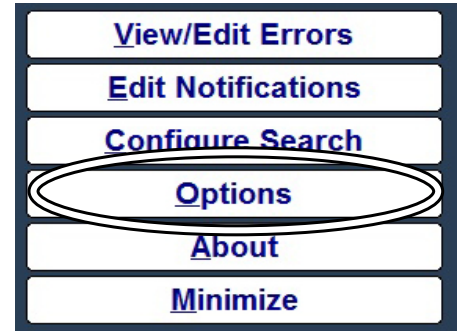 View/Edit Errors
Edit Notifications
Configure Search
Options
About
Minimize